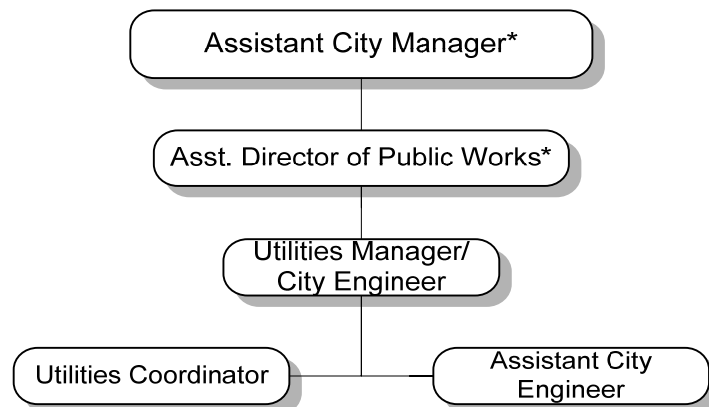 Assistant City Manager*
Asst. Director of Public Works*
Utilities Manager/
City Engineer
Utilities Coordinator
Assistant City
Engineer